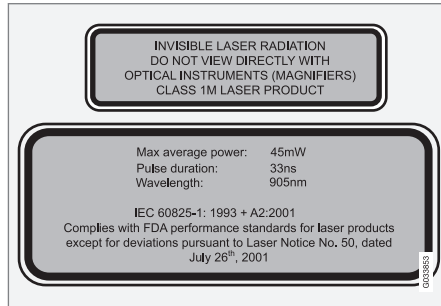 INVISIBLE LASER RADIATION
DO NOT VIEW DIRECTLY WITH
OPTICAL INSTRUMENTS (MAGNIFIERS)
CLASS 1M LASER PRODUCT
Max average power: 45mW
Pulse duration: 33ns
Wavelength: 905nm
IEC 60825-1: 1993 + A2:2001
Complies with FDA performance standards for laser products
except for deviations pursuant to Laser Notice No. 50, dated
July 26th, 2001
G033853